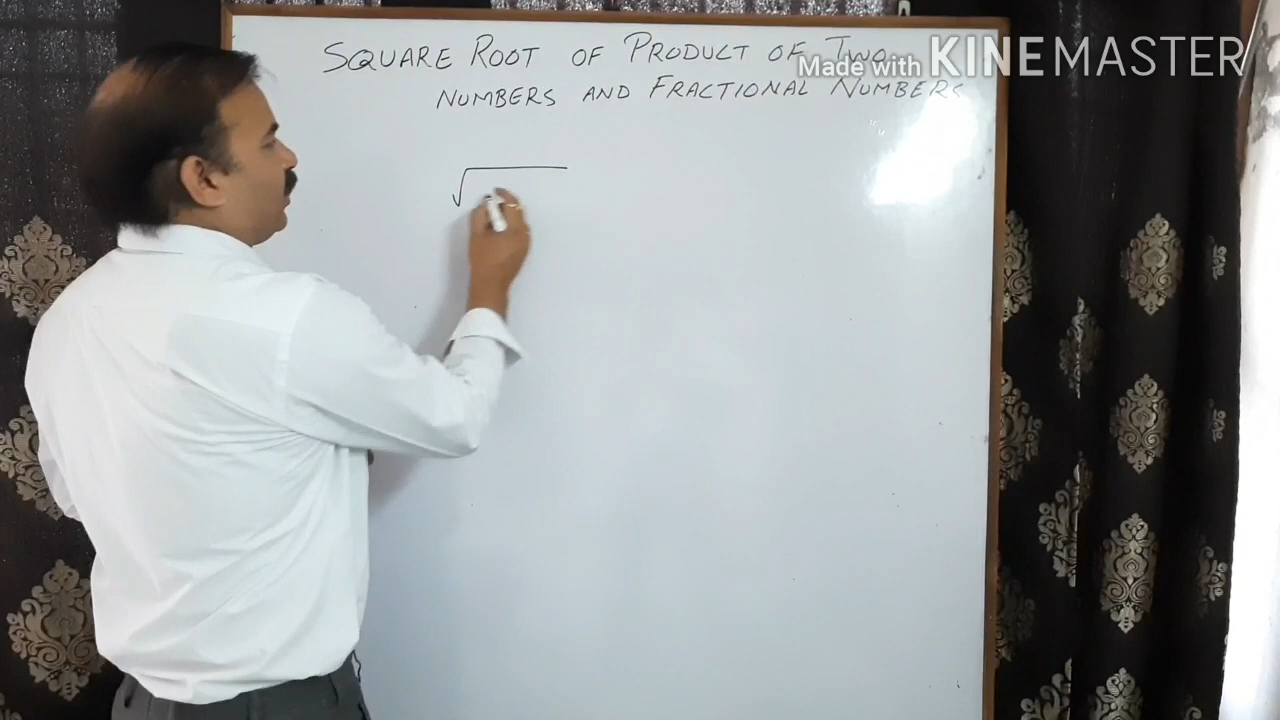 SQUARE ROOT OF PRODUCT OF TWO
NUMBERS AND FRACTIONAL NUMBERS
Made with KINEMASTER
√